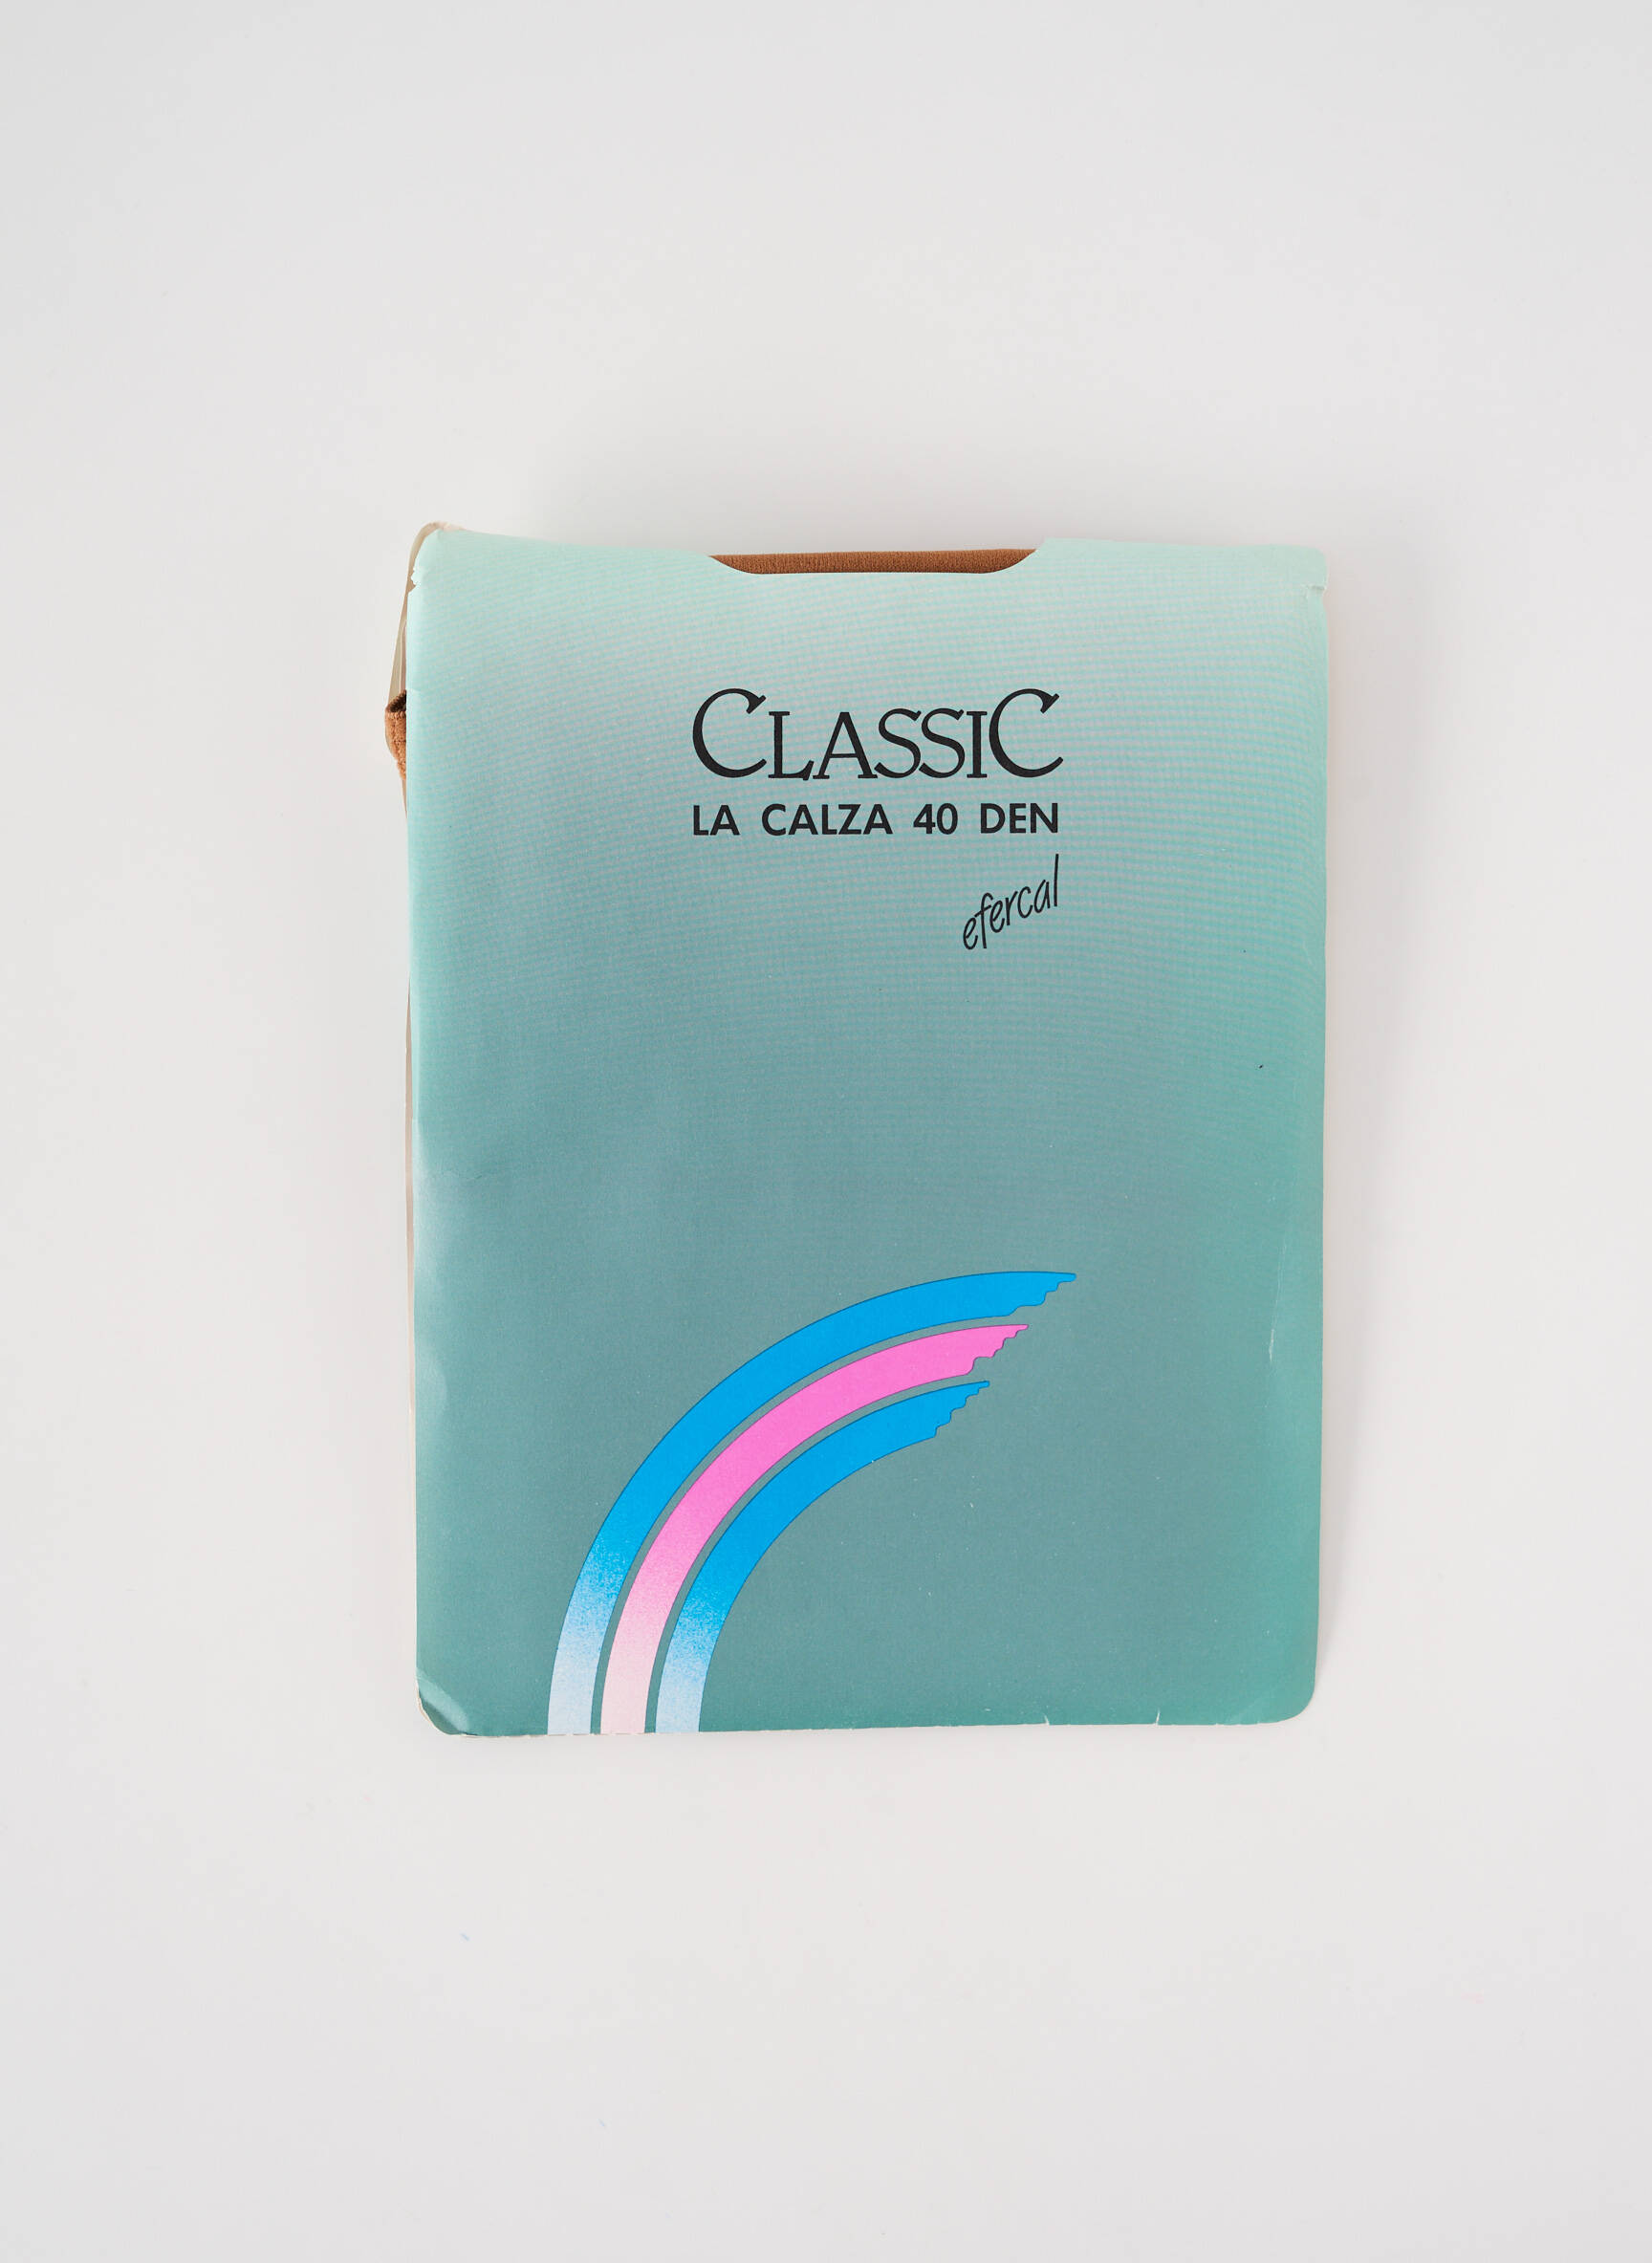 CLASSIC
LA CALZA 40 DEN
efercal